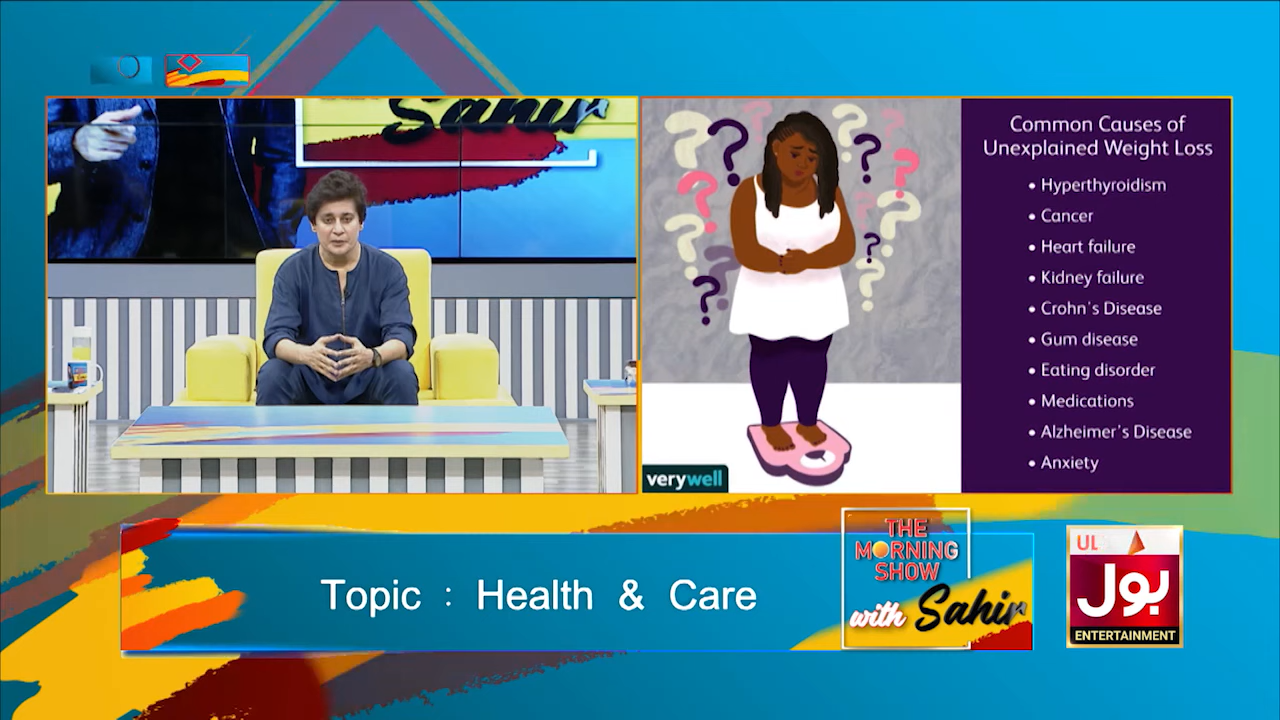 Sahir
Common Causes of
Unexplained Weight Loss
• Hyperthyroidism
• Cancer
• Heart failure
• Kidney failure
• Crohn's Disease
• Gum disease
• Eating disorder
• Medications
• Alzheimer's Disease
• Anxiety
verywell
Topic : Health & Care
THE
MORNING
SHOW
with Sahir
UL
بول
ENTERTAINMENT